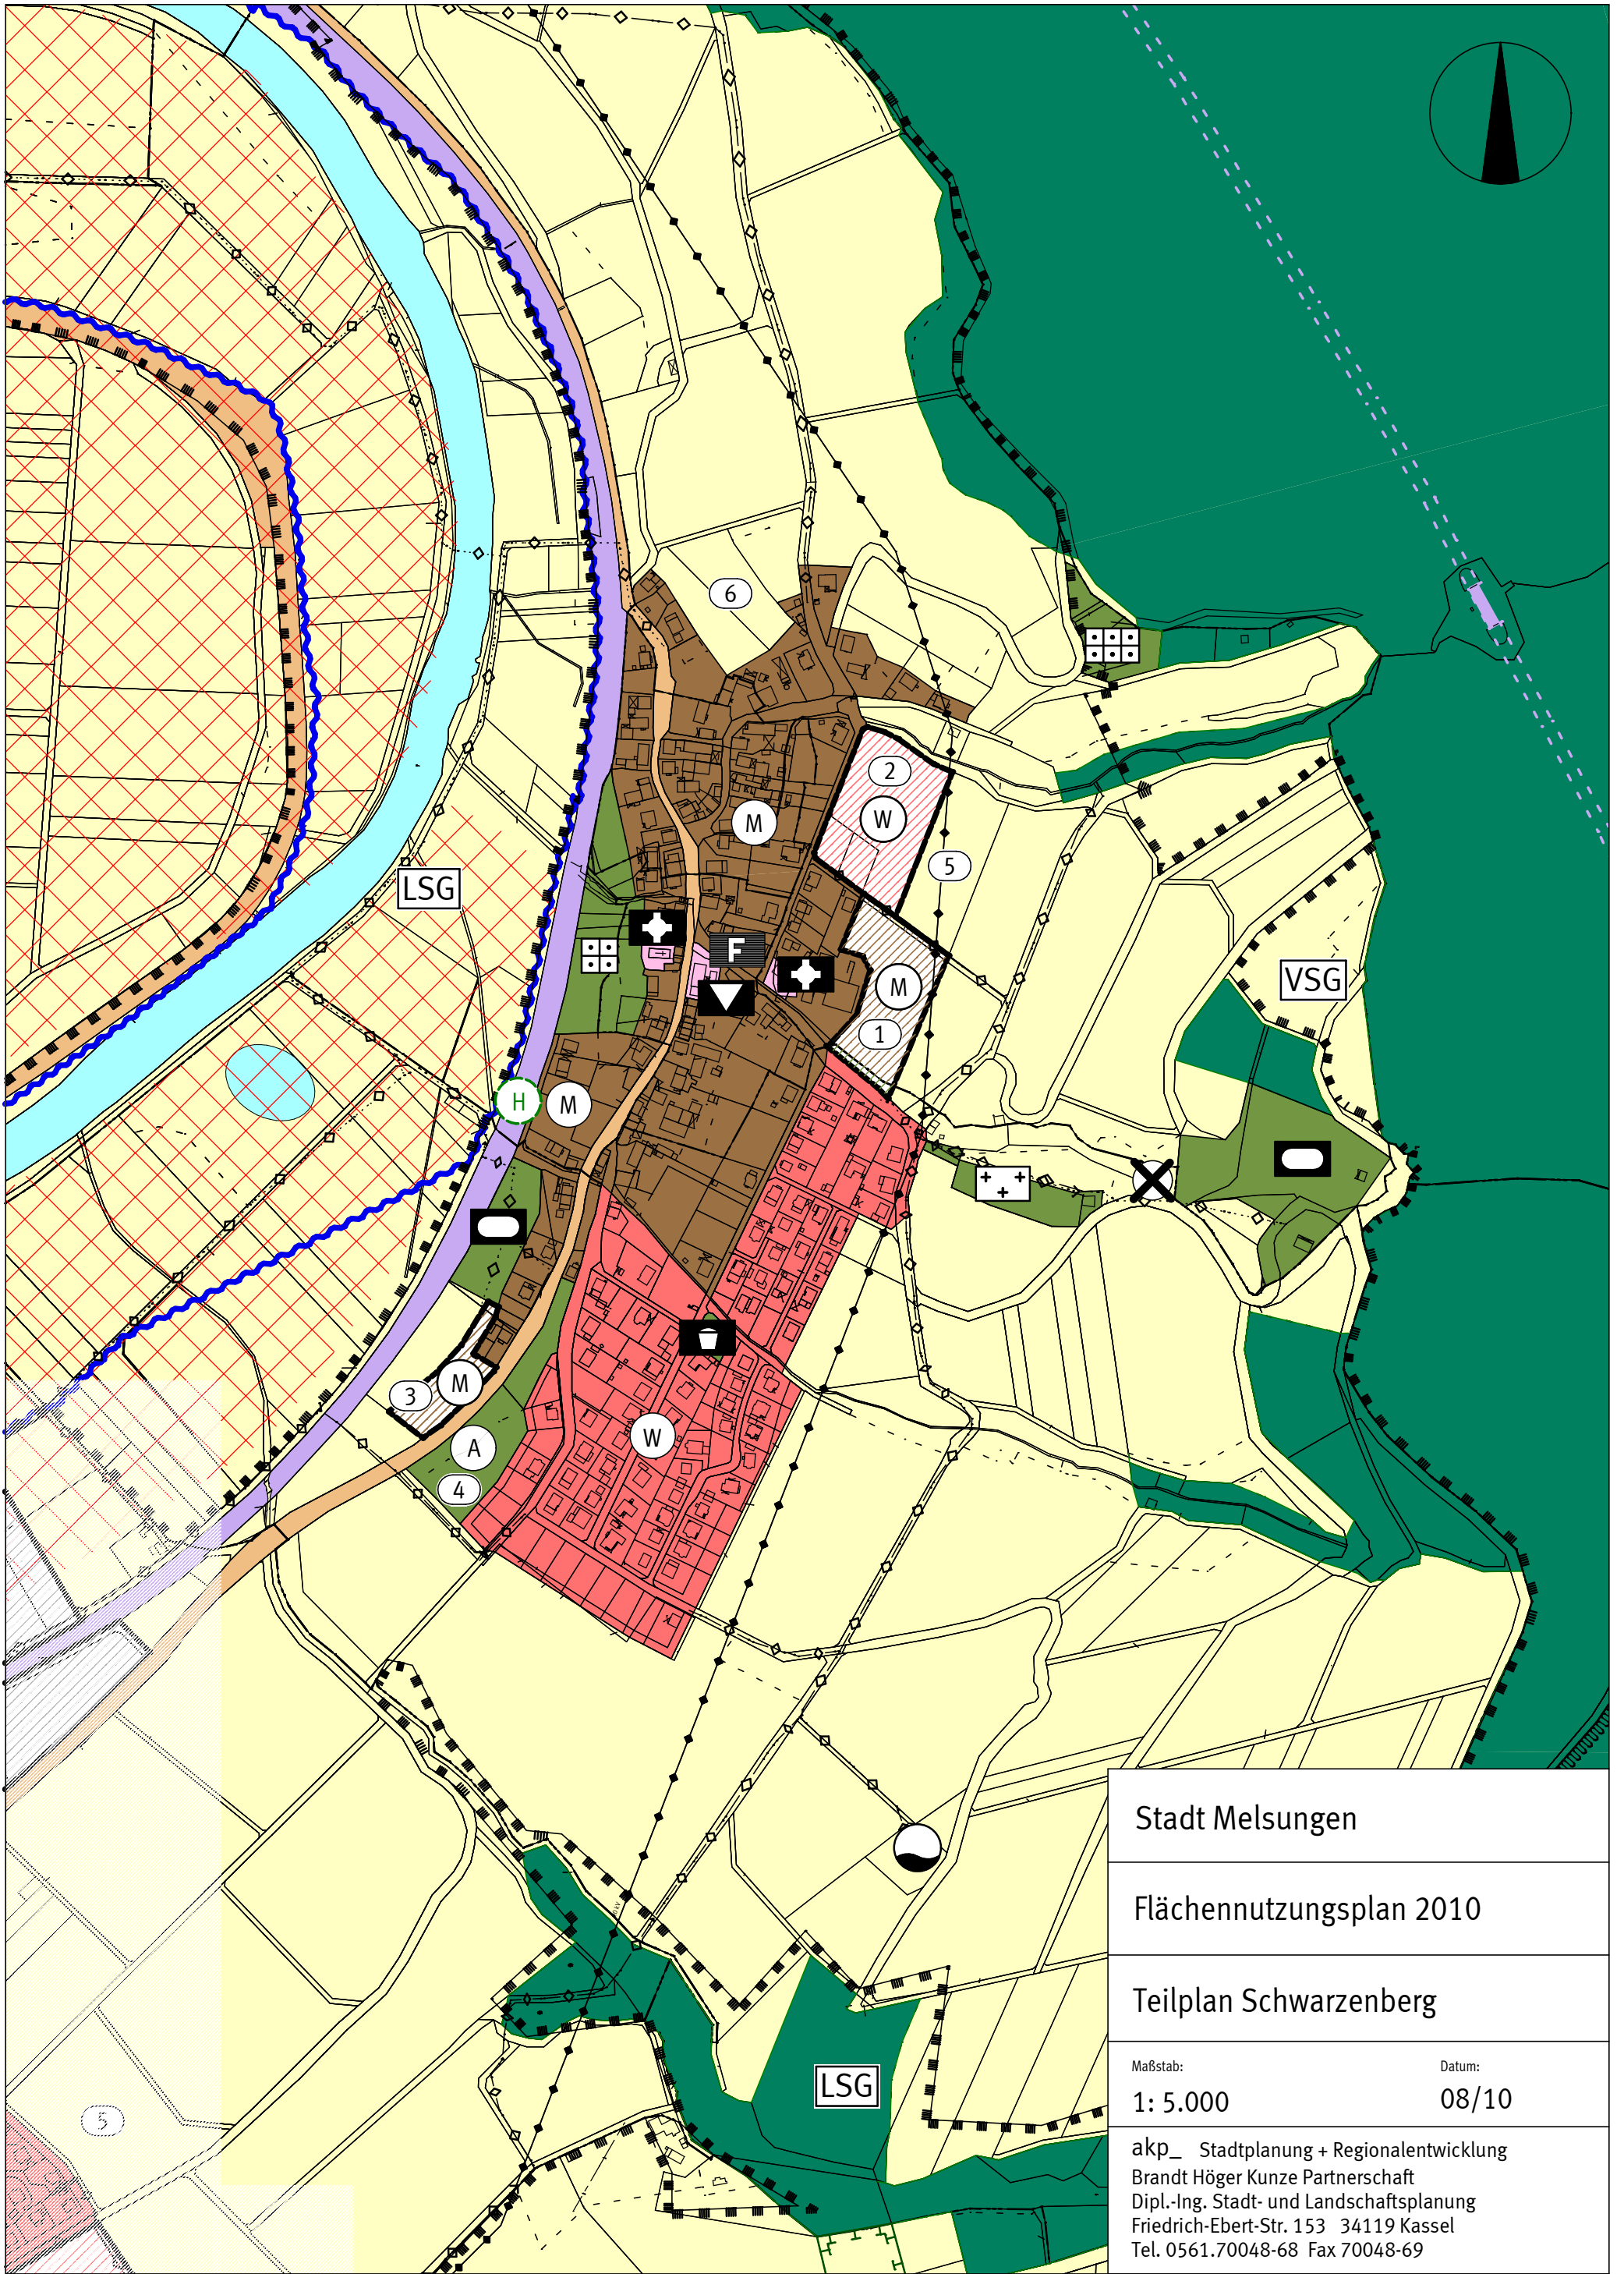 6
2
W
M
5
LSG
F
VSG
M
1
H
M
3
M
W
A
4
5
LSG
Stadt Melsungen
Flächennutzungsplan 2010
Teilplan Schwarzenberg
Maßstab: Datum:
1: 5.000 08/10
akp_ Stadtplanung + Regionalentwicklung
Brandt Höger Kunze Partnerschaft
Dipl.-Ing. Stadt- und Landschaftsplanung
Friedrich-Ebert-Str. 153 34119 Kassel
Tel. 0561.70048-68 Fax 70048-69